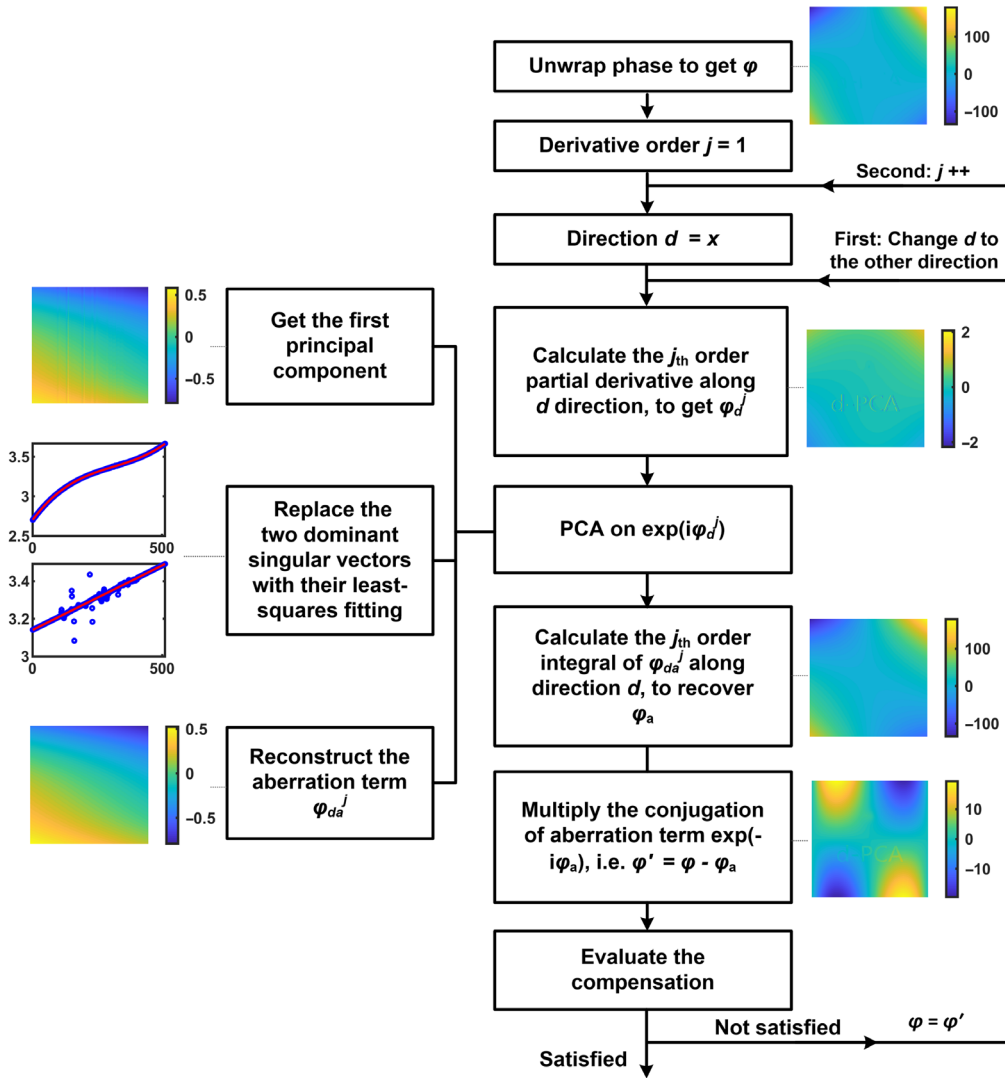 Unwrap phase to get φ
100
0
−100
Derivative order j = 1
Second: j ++
Direction d = x
First: Change d to
the other direction
0.5
0
−0.5
Get the first
principal
component
Calculate the jth order
partial derivative along
d direction, to get φd^j
2
0
−2
d PCA
3.5
3
2.5
0
500
3.4
3.2
3
0
500
Replace the
two dominant
singular vectors
with their least-
squares fitting
PCA on exp(iφd^j)
Calculate the jth order
integral of φda^j along
direction d, to recover
φa
100
0
−100
0.5
0
−0.5
Reconstruct the
aberration term
φda^j
Multiply the conjugation
of aberration term exp(-
iφa), i.e. φ′ = φ - φa
10
0
−10
PCA
Evaluate the
compensation
Not satisfied
φ = φ′
Satisfied